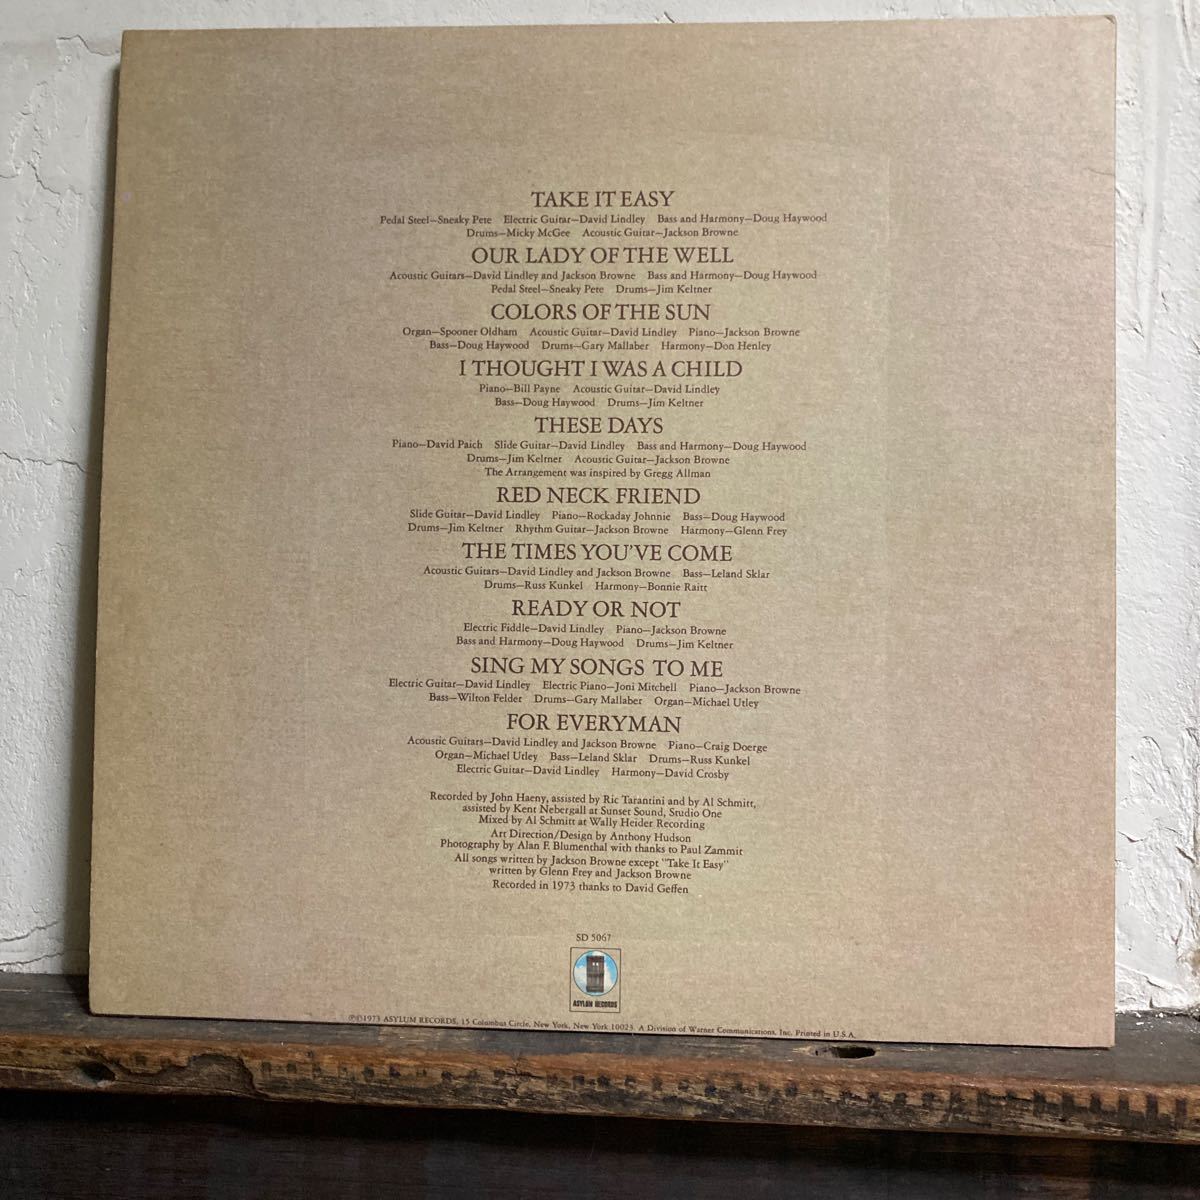 TAKE IT EASY
Pedal Steel—Sneaky Pete Electric Guitar—David Lindley Bass and Harmony—Doug Haywood
Drums—Micky McGee Acoustic Guitar—Jackson Browne
OUR LADY OF THE WELL
Acoustic Guitars—David Lindley and Jackson Browne Bass and Harmony—Doug Haywood
Pedal Steel—Sneaky Pete Drums—Jim Keltner
COLORS OF THE SUN
Organ—Spooner Oldham Acoustic Guitar—David Lindley Piano—Jackson Browne
Bass—Doug Haywood Drums—Gary Mallaber Harmony—Don Henley
I THOUGHT I WAS A CHILD
Piano—Bill Payne Acoustic Guitar—David Lindley
Bass—Doug Haywood Drums—Jim Keltner
THESE DAYS
Piano—David Paich Slide Guitar—David Lindley Bass and Harmony—Doug Haywood
Drums—Jim Keltner Acoustic Guitar—Jackson Browne
The Arrangement was inspired by Gregg Allman
RED NECK FRIEND
Slide Guitar—David Lindley Piano—Rockaday Johnnie Bass—Doug Haywood
Drums—Jim Keltner Rhythm Guitar—Jackson Browne Harmony—Glenn Frey
THE TIMES YOU'VE COME
Acoustic Guitars—David Lindley and Jackson Browne Bass—Leland Sklar
Drums—Russ Kunkel Harmony—Bonnie Raitt
READY OR NOT
Electric Fiddle—David Lindley Piano—Jackson Browne
Bass and Harmony—Doug Haywood Drums—Jim Keltner
SING MY SONGS TO ME
Electric Guitar—David Lindley Electric Piano—Joni Mitchell Piano—Jackson Browne
Bass—Wilton Felder Drums—Gary Mallaber Organ—Michael Utley
FOR EVERYMAN
Acoustic Guitars—David Lindley and Jackson Browne Piano—Craig Doerge
Organ—Michael Utley Bass—Leland Sklar Drums—Russ Kunkel
Electric Guitar—David Lindley Harmony—David Crosby
Recorded by John Haeny, assisted by Ric Tarantini and by Al Schmitt,
assisted by Kent Nebergall at Sunset Sound, Studio One
Mixed by Al Schmitt at Wally Heider Recording
Art Direction/Design by Anthony Hudson
Photography by Alan F. Blumenthal with thanks to Paul Zammit
All songs written by Jackson Browne except "Take It Easy"
written by Glenn Frey and Jackson Browne
Recorded in 1973 thanks to David Geffen
SD 5067
ASYLUM RECORDS
℗©1973 ASYLUM RECORDS, 15 Columbus Circle, New York, New York 10023. A Division of Warner Communications, Inc. Printed in U.S.A.